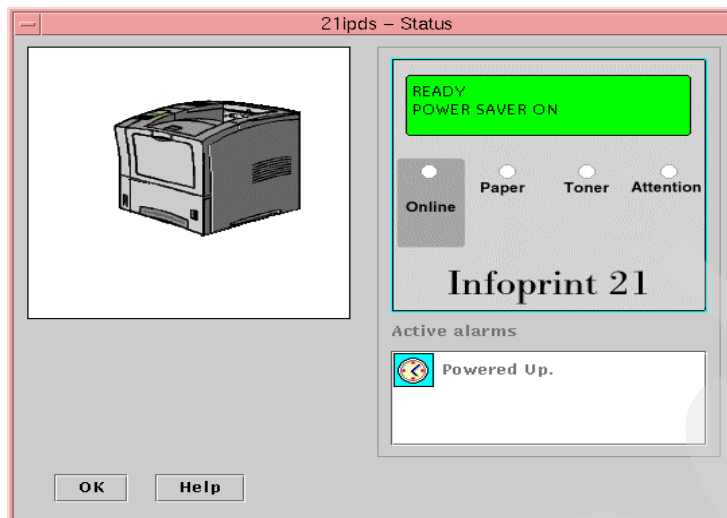 21ipds – Status
READY
POWER SAVER ON
Online
Paper
Toner
Attention
Infoprint 21
Active alarms
Powered Up.
OK
Help